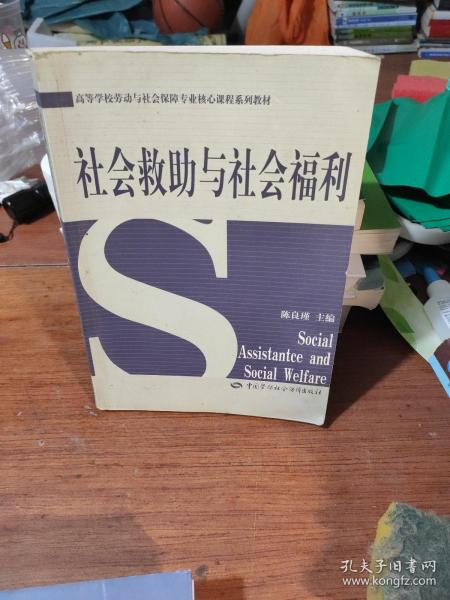 高等学校劳动与社会保障专业核心课程系列教材
社会救助与社会福利
S
陈良瑾 主编
Social
Assistantce and
Social Welfare
中国劳动社会保障出版社
孔夫子旧书网
www.kongfz.com